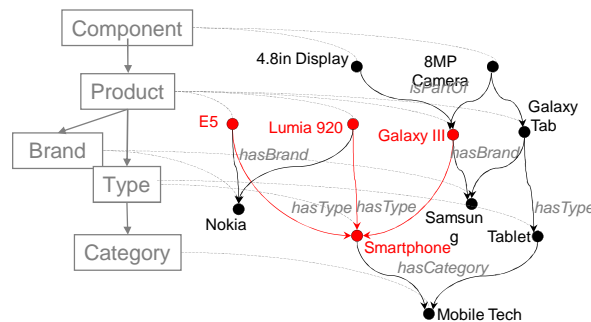 Component
4.8in Display
8MP
Camera
isPartOf
Product
Galaxy
Tab
E5
Lumia 920
Galaxy III
Brand
hasBrand
hasBrand
Type
hasType
hasType
hasType
Nokia
Samsun
g
Smartphone
Tablet
Category
hasCategory
Mobile Tech